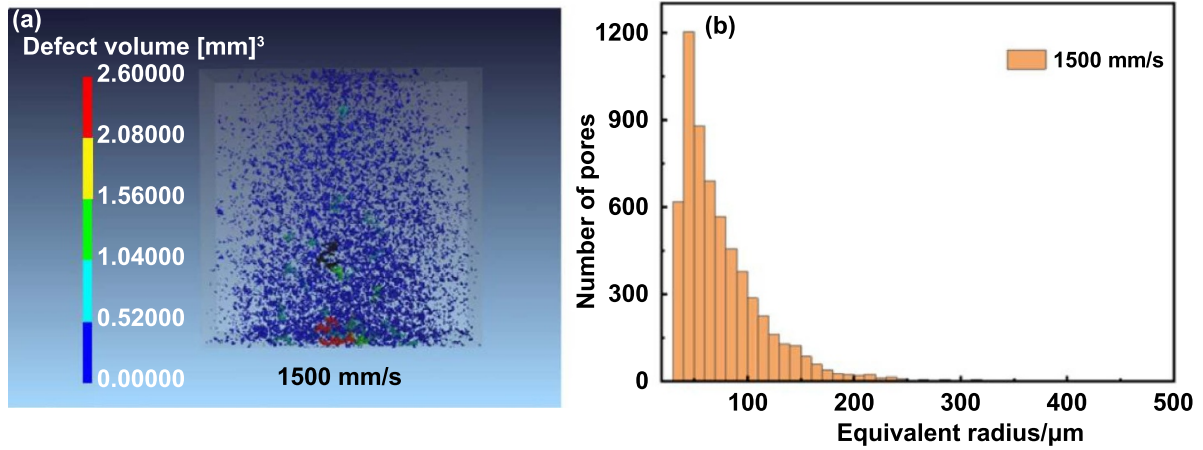 (a)
Defect volume [mm]³
2.60000
2.08000
1.56000
1.04000
0.52000
0.00000
1500 mm/s
(b)
1500 mm/s
Number of pores
1200
900
600
300
0
100 200 300 400 500
Equivalent radius/μm